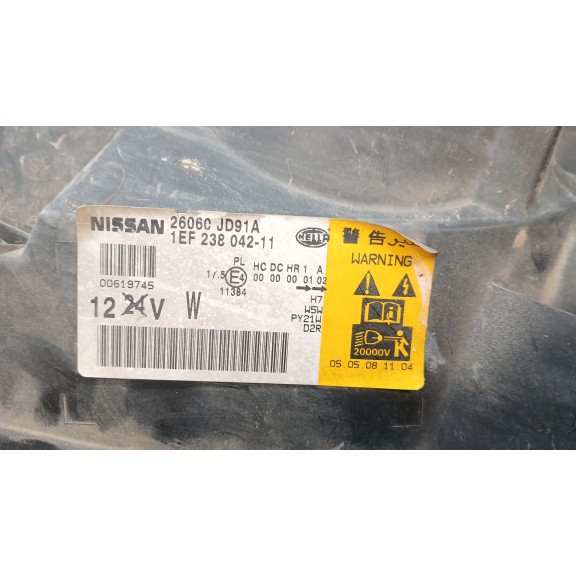 NISSAN 26060 JD91A
1EF 238 042-11
HELLA
00619745
PL HC DC HR 1 A
17.5 E4 00 00 00 01 02
11384
12 24V W
H7
W5W
PY21W
D2R
警告
WARNING
20000V
05.05.08 11:04